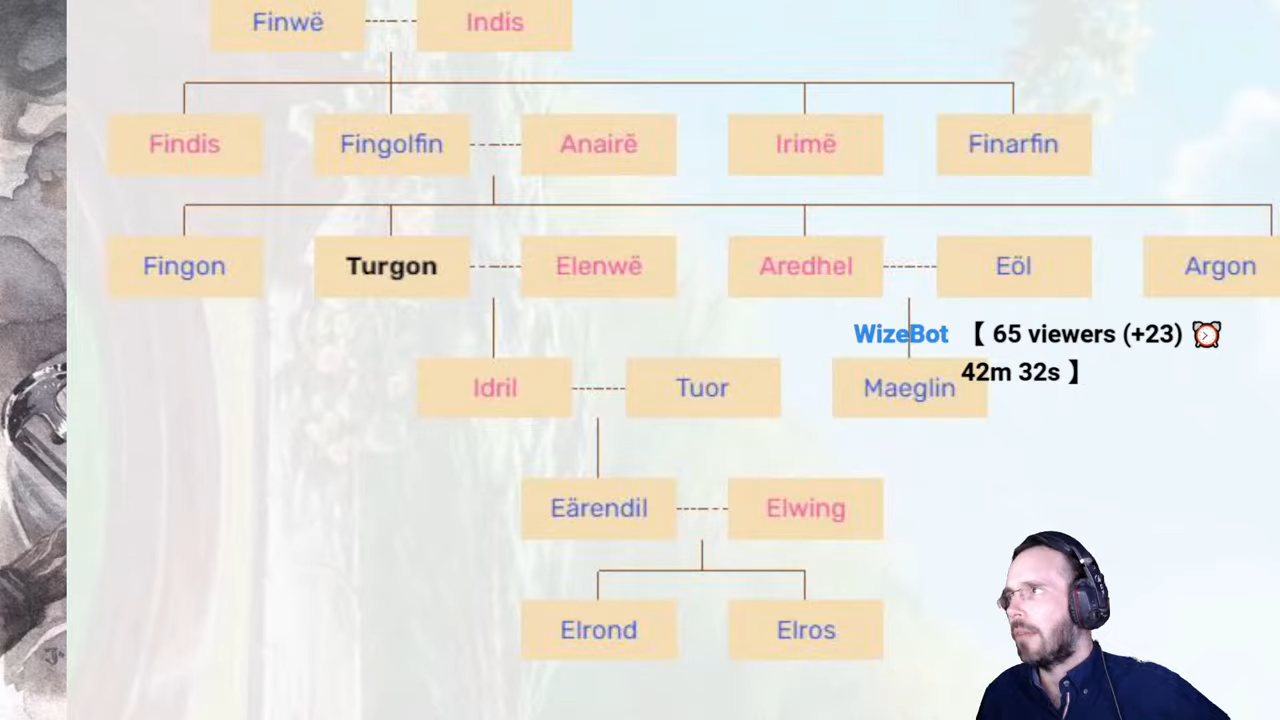 Finwë Indis
Findis Fingolfin Anairë Irimë Finarfin
Fingon Turgon Elenwë Aredhel Eöl Argon
WizeBot 【 65 viewers (+23) ⏰
42m 32s 】
Idril Tuor Maeglin
Eärendil Elwing
Elrond Elros